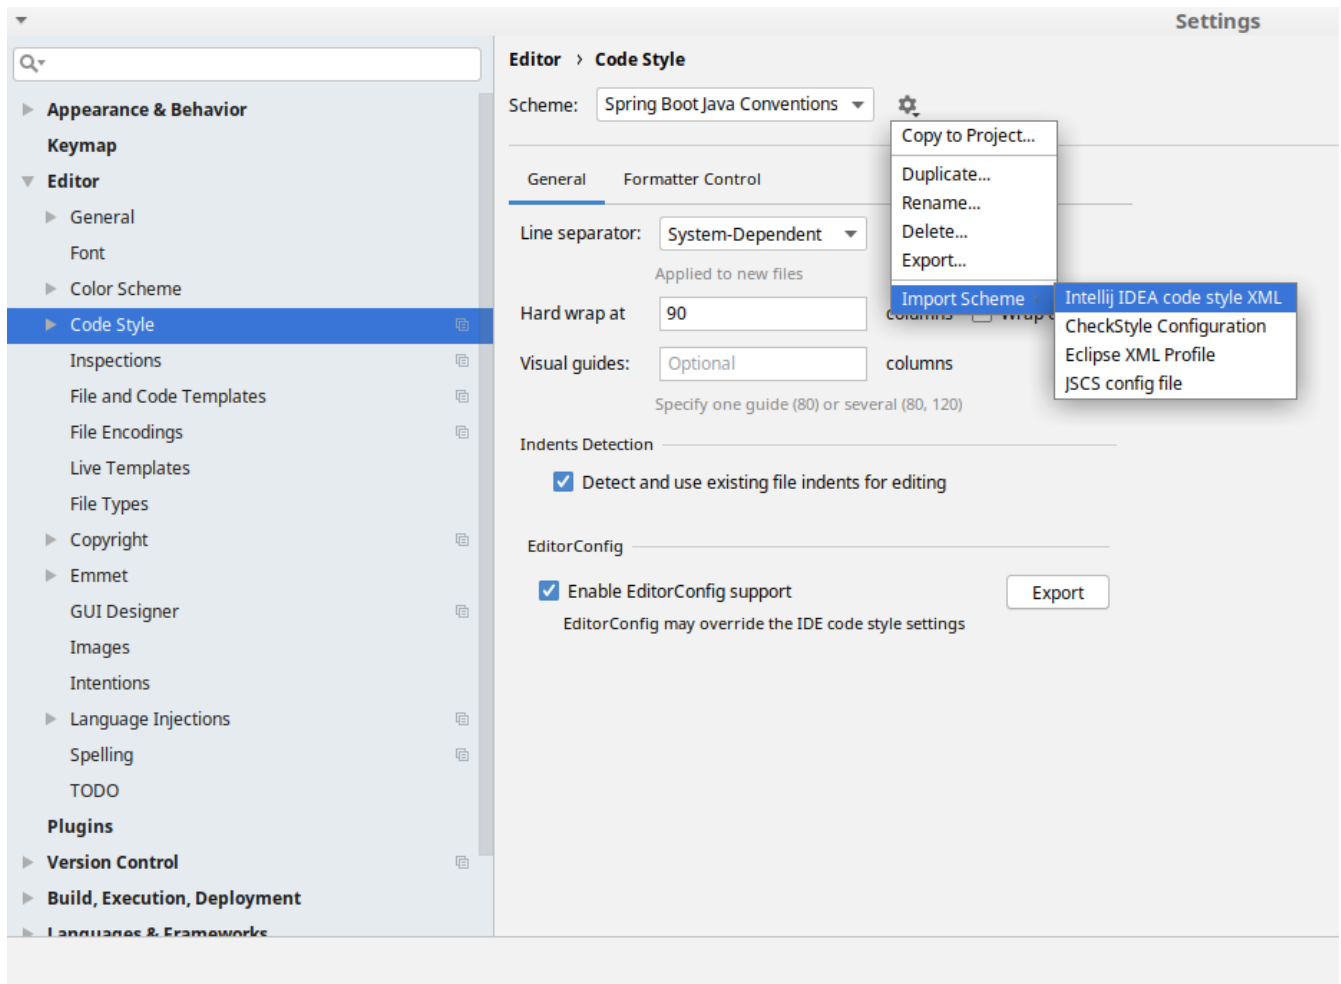 Settings
Appearance & Behavior
Keymap
Editor
General
Font
Color Scheme
Code Style
Inspections
File and Code Templates
File Encodings
Live Templates
File Types
Copyright
Emmet
GUI Designer
Images
Intentions
Language Injections
Spelling
TODO
Plugins
Version Control
Build, Execution, Deployment
Languages & Frameworks
Editor › Code Style
Scheme: Spring Boot Java Conventions
General Formatter Control
Line separator: System-Dependent
Applied to new files
Hard wrap at 90 columns Wrap
Visual guides: Optional columns
Specify one guide (80) or several (80, 120)
Indents Detection
Detect and use existing file indents for editing
EditorConfig
Enable EditorConfig support
Export
EditorConfig may override the IDE code style settings
Copy to Project...
Duplicate...
Rename...
Delete...
Export...
Import Scheme
Intellij IDEA code style XML
CheckStyle Configuration
Eclipse XML Profile
JSCS config file